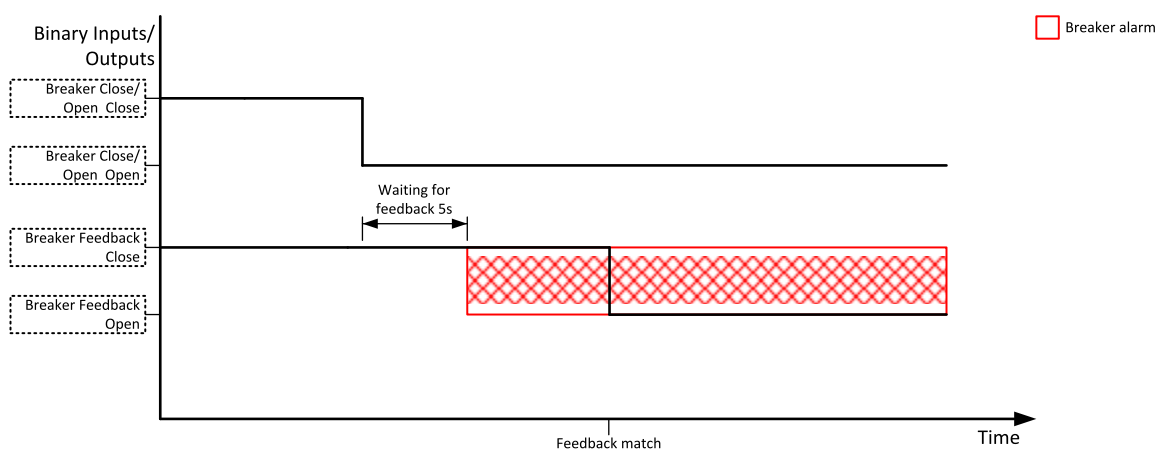 Binary Inputs/
Outputs
Breaker alarm
Breaker Close/
Open Close
Breaker Close/
Open Open
Waiting for
feedback 5s
Breaker Feedback
Close
Breaker Feedback
Open
Feedback match
Time